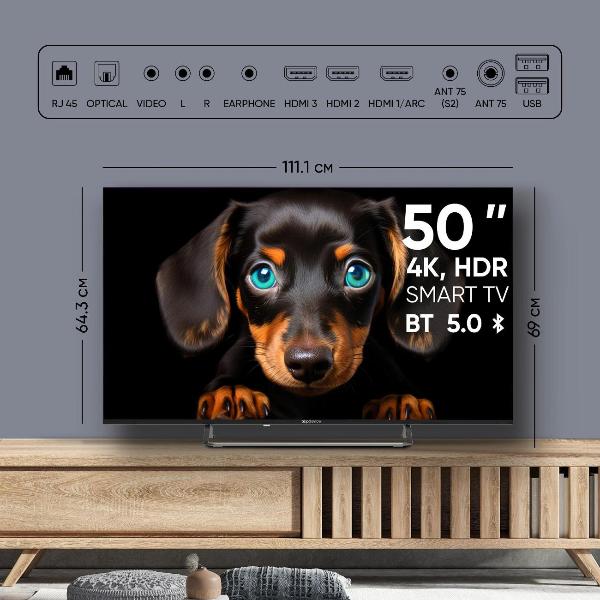 RJ 45 OPTICAL VIDEO L R EARPHONE HDMI 3 HDMI 2 HDMI 1/ARC ANT 75 (S2) ANT 75 USB
111.1 см
64.3 см
50"
4K, HDR
SMART TV
BT 5.0
69 см